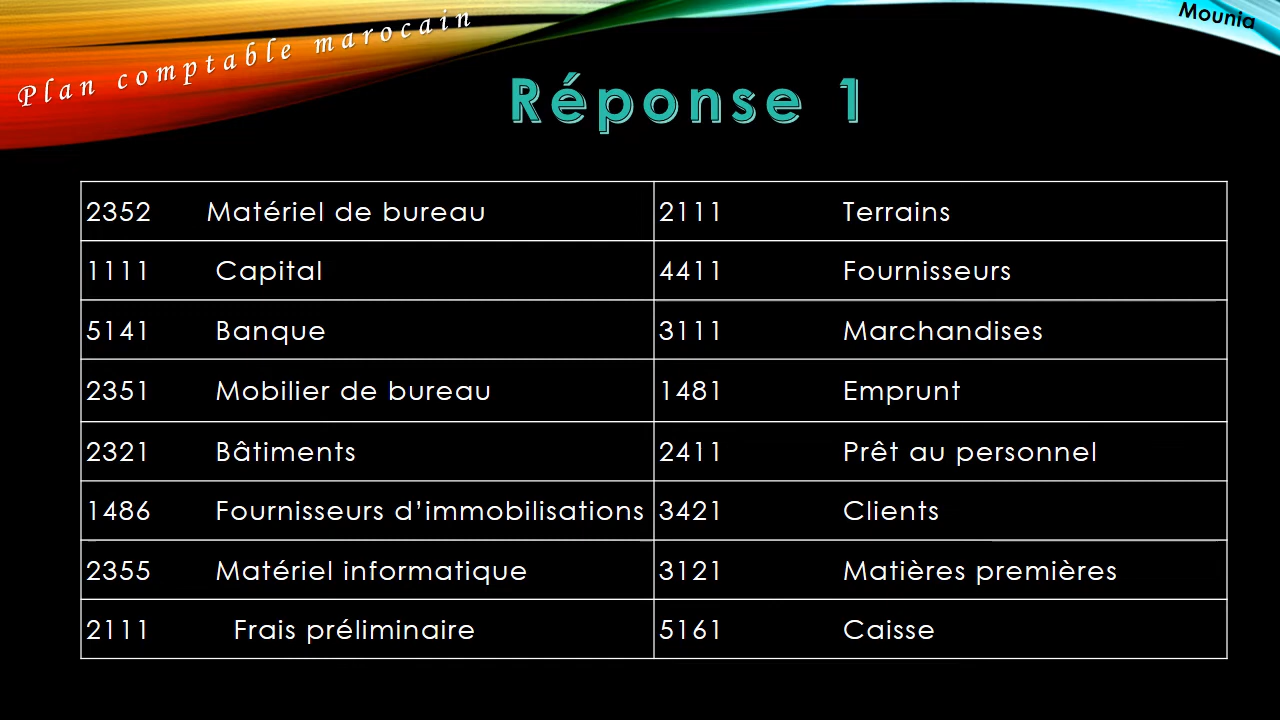 Plan comptable marocain
Mounia
Réponse 1
2352 Matériel de bureau 2111 Terrains
1111 Capital 4411 Fournisseurs
5141 Banque 3111 Marchandises
2351 Mobilier de bureau 1481 Emprunt
2321 Bâtiments 2411 Prêt au personnel
1486 Fournisseurs d’immobilisations 3421 Clients
2355 Matériel informatique 3121 Matières premières
2111 Frais préliminaire 5161 Caisse